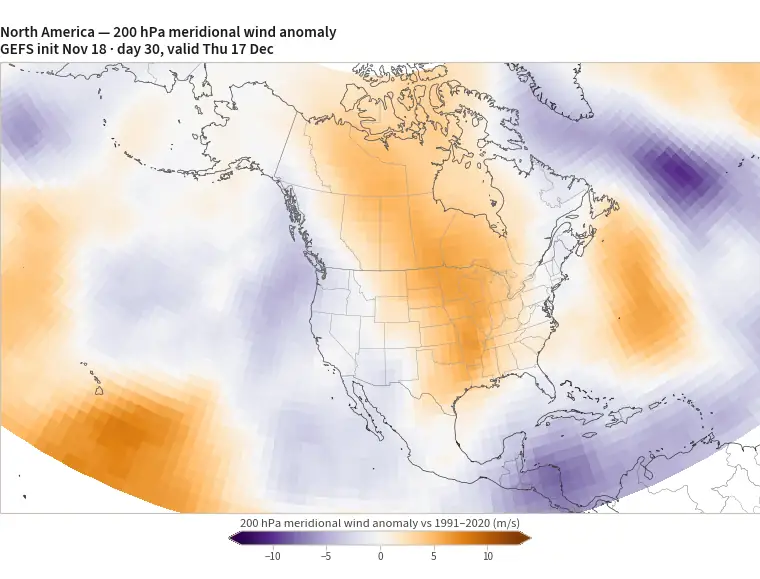 North America — 200 hPa meridional wind anomaly
GEFS init Nov 18 · day 30, valid Thu 17 Dec
200 hPa meridional wind anomaly vs 1991–2020 (m/s)
−10 −5 0 5 10